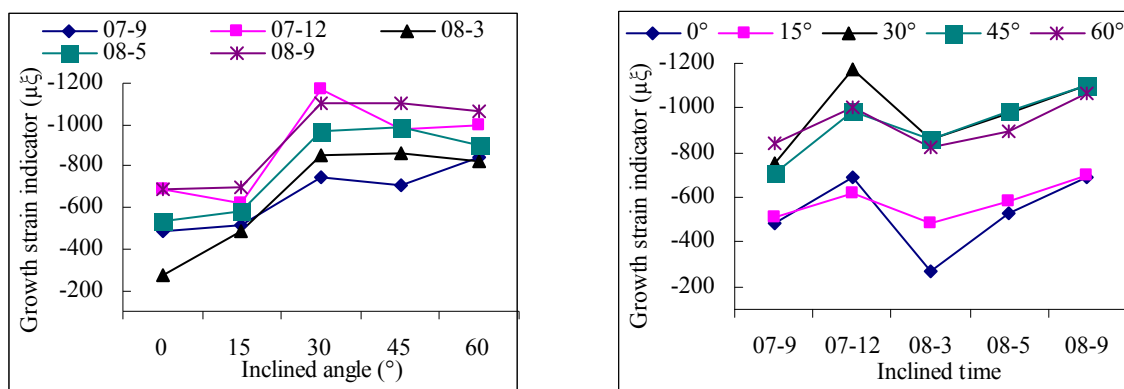 07-9 07-12 08-3
08-5 08-9
-1200
-1000
-800
-600
-400
-200
0 15 30 45 60
Inclined angle (°)
Growth strain indicator (μξ)
0° 15° 30° 45° 60°
-1200
-1000
-800
-600
-400
-200
07-9 07-12 08-3 08-5 08-9
Inclined time
Growth strain indicator (μξ)